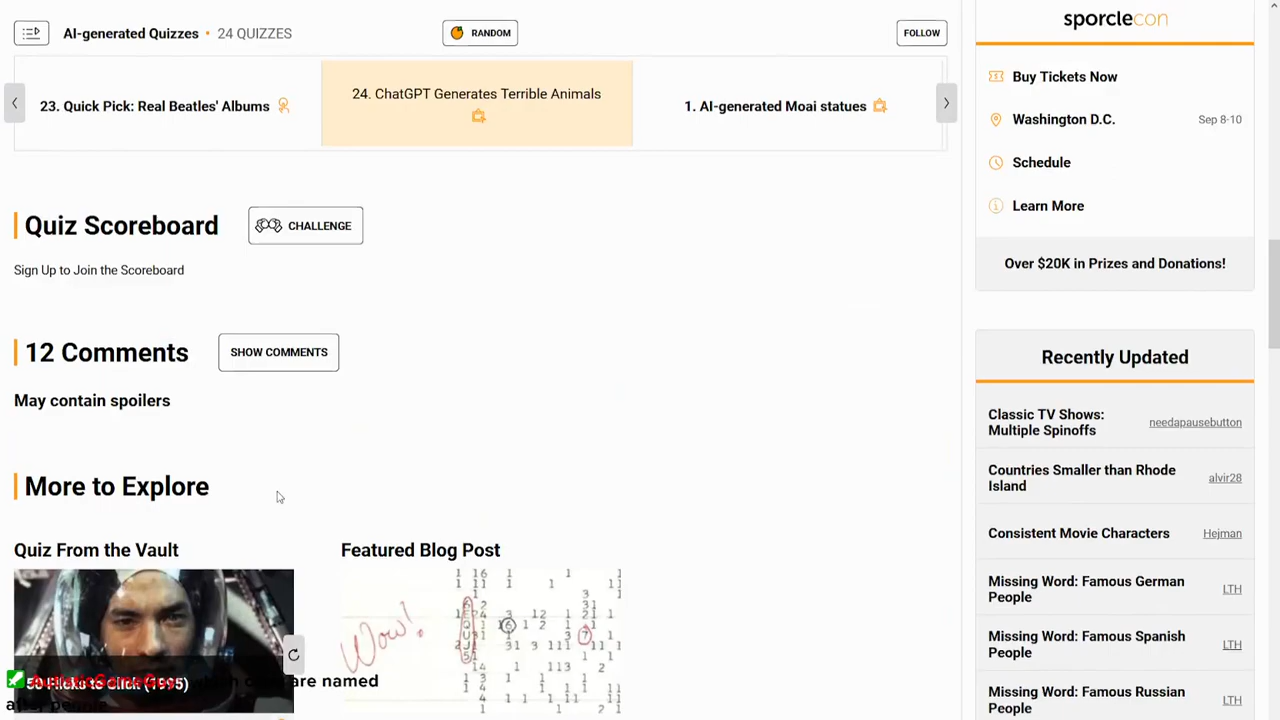 AI-generated Quizzes • 24 QUIZZES
RANDOM
FOLLOW
23. Quick Pick: Real Beatles' Albums
24. ChatGPT Generates Terrible Animals
1. AI-generated Moai statues
Quiz Scoreboard
CHALLENGE
Sign Up to Join the Scoreboard
12 Comments
SHOW COMMENTS
May contain spoilers
More to Explore
Quiz From the Vault
(1995)
are named
Featured Blog Post
Wow!
sporclecon
Buy Tickets Now
Washington D.C. Sep 8-10
Schedule
Learn More
Over $20K in Prizes and Donations!
Recently Updated
Classic TV Shows:
Multiple Spinoffs
needapausebutton
Countries Smaller than Rhode
Island
alvir28
Consistent Movie Characters
Hejman
Missing Word: Famous German
People
LTH
Missing Word: Famous Spanish
People
LTH
Missing Word: Famous Russian
People
LTH